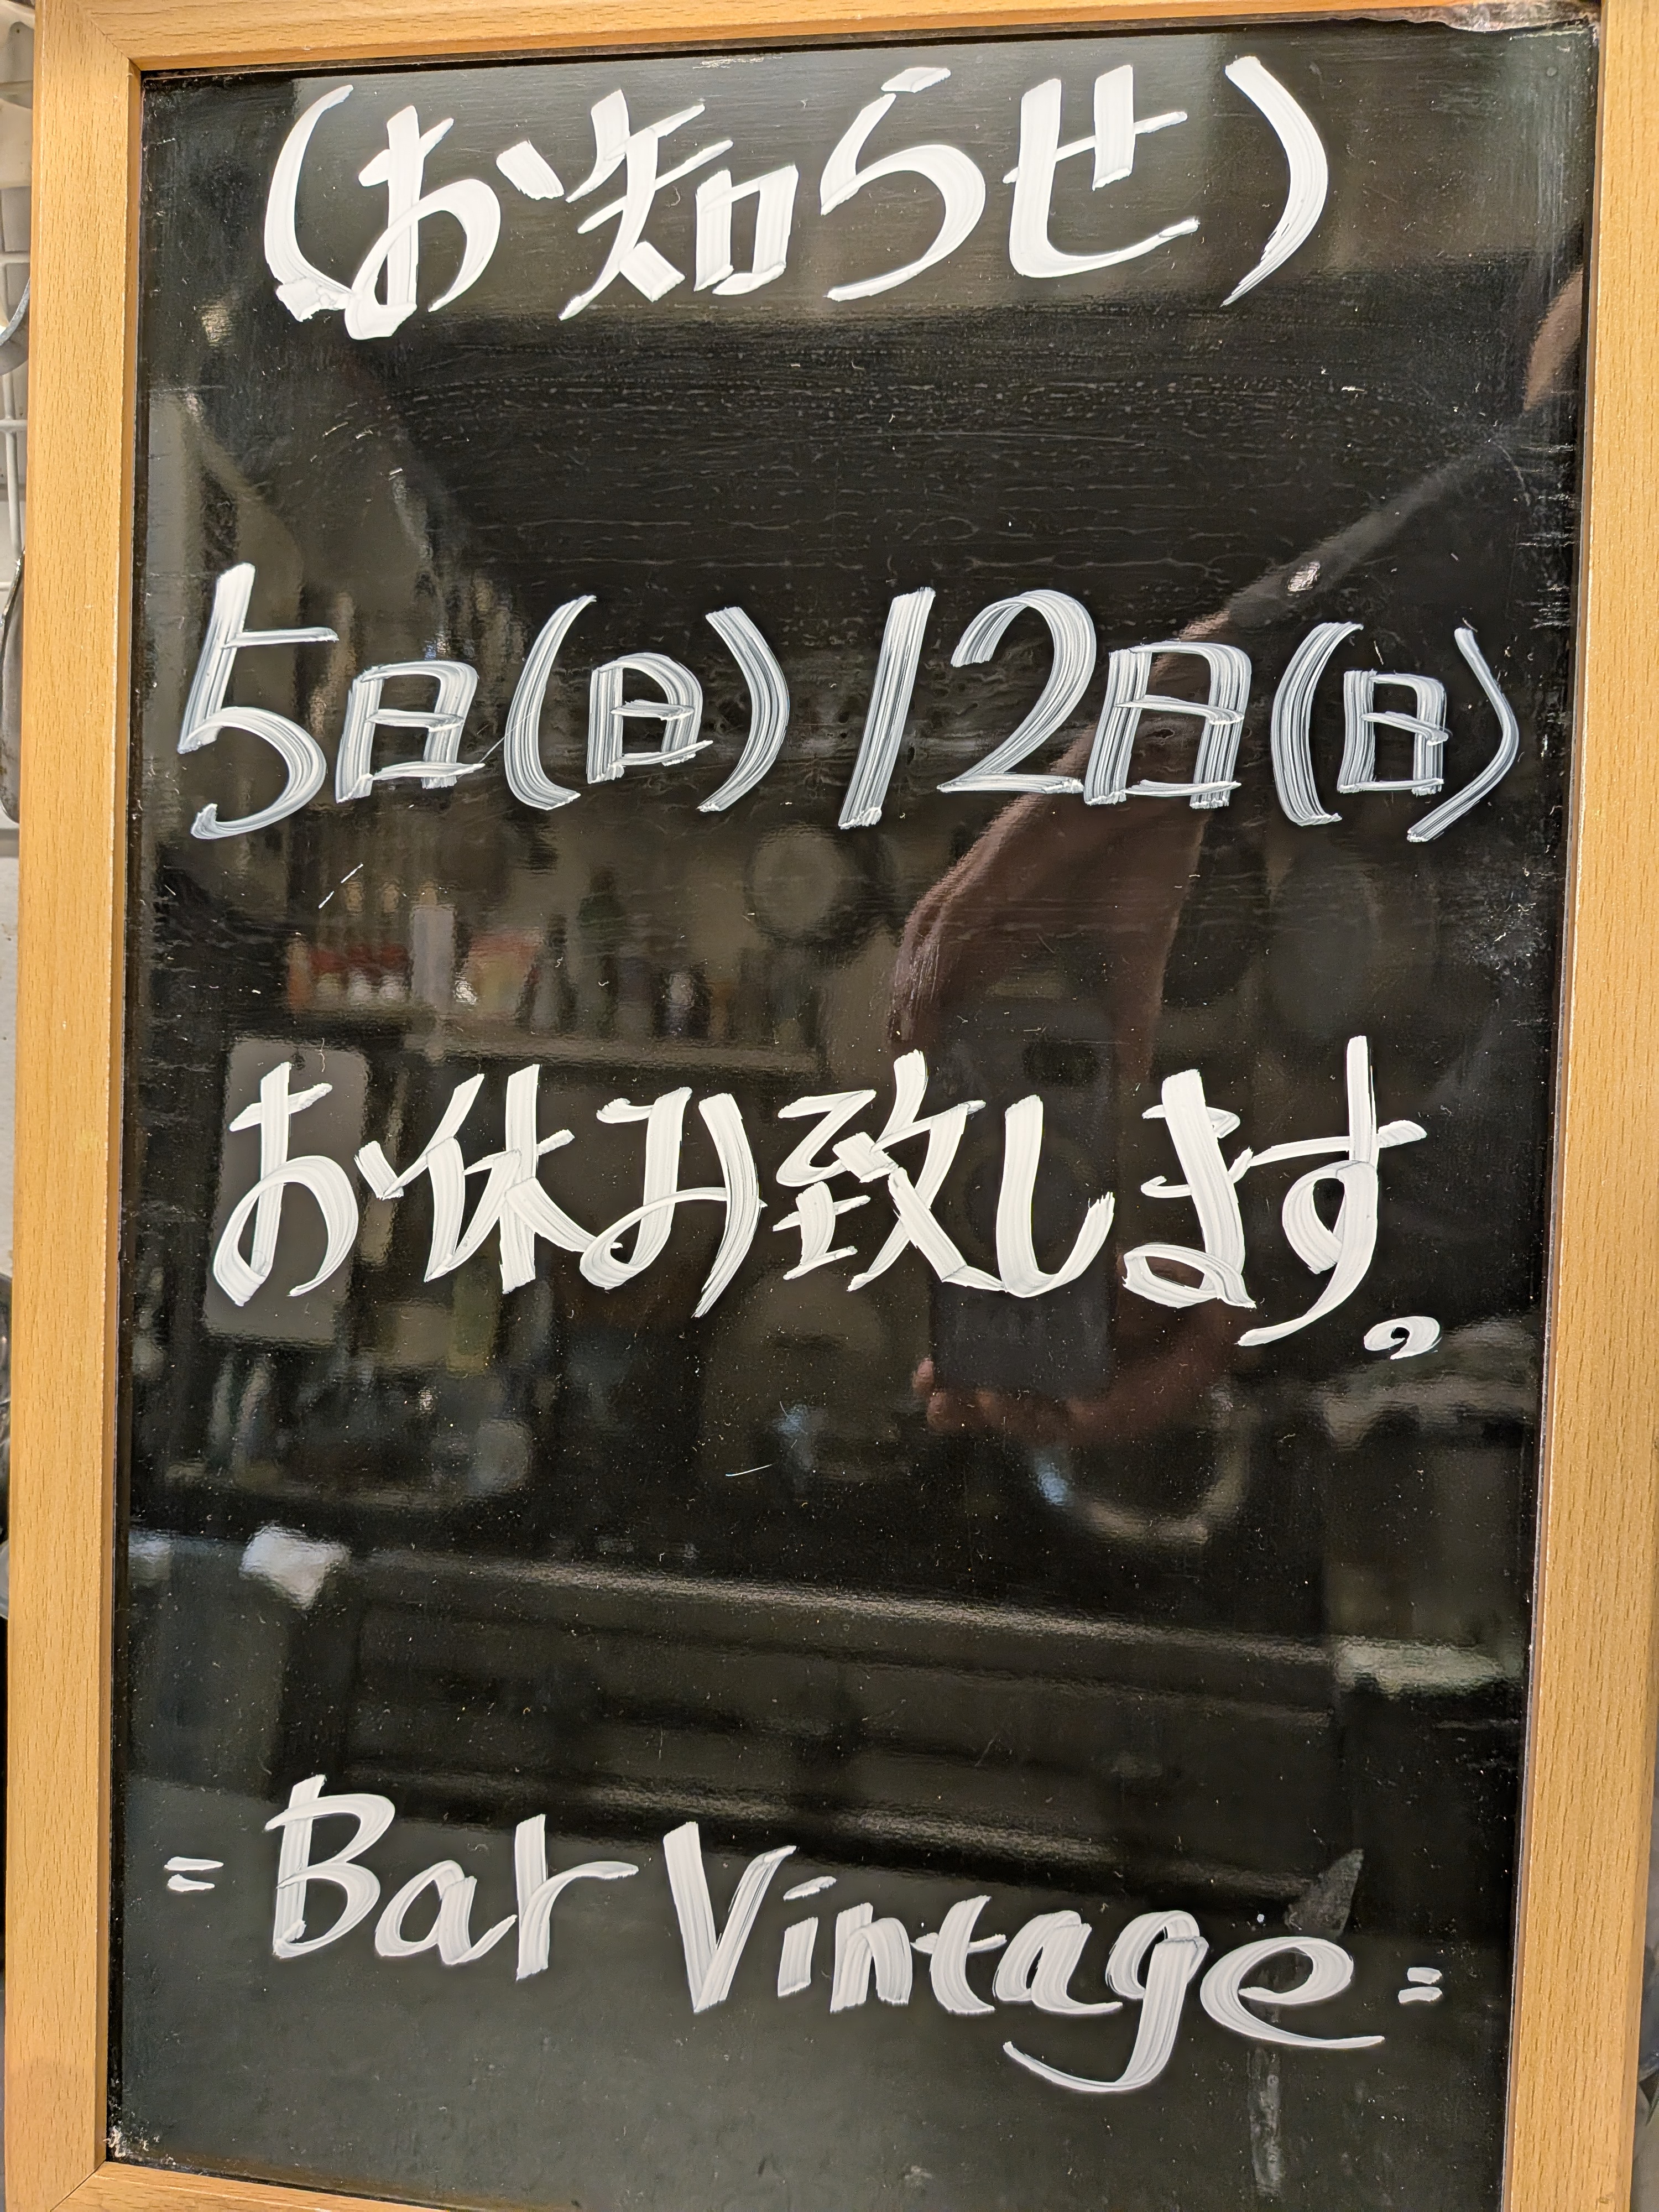 (お知らせ)
5日(日)/12日(日)
お休み致します。
=Bar Vintage=